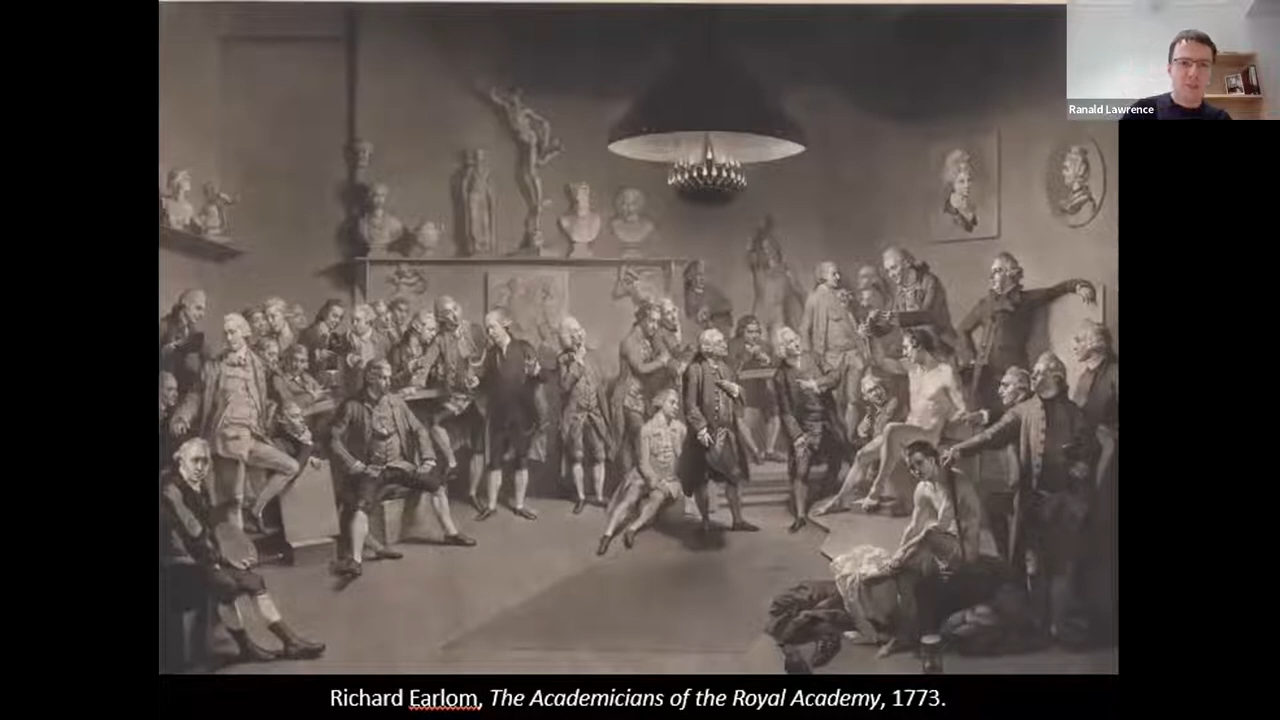 Ranald Lawrence
Richard Earlom, The Academicians of the Royal Academy, 1773.